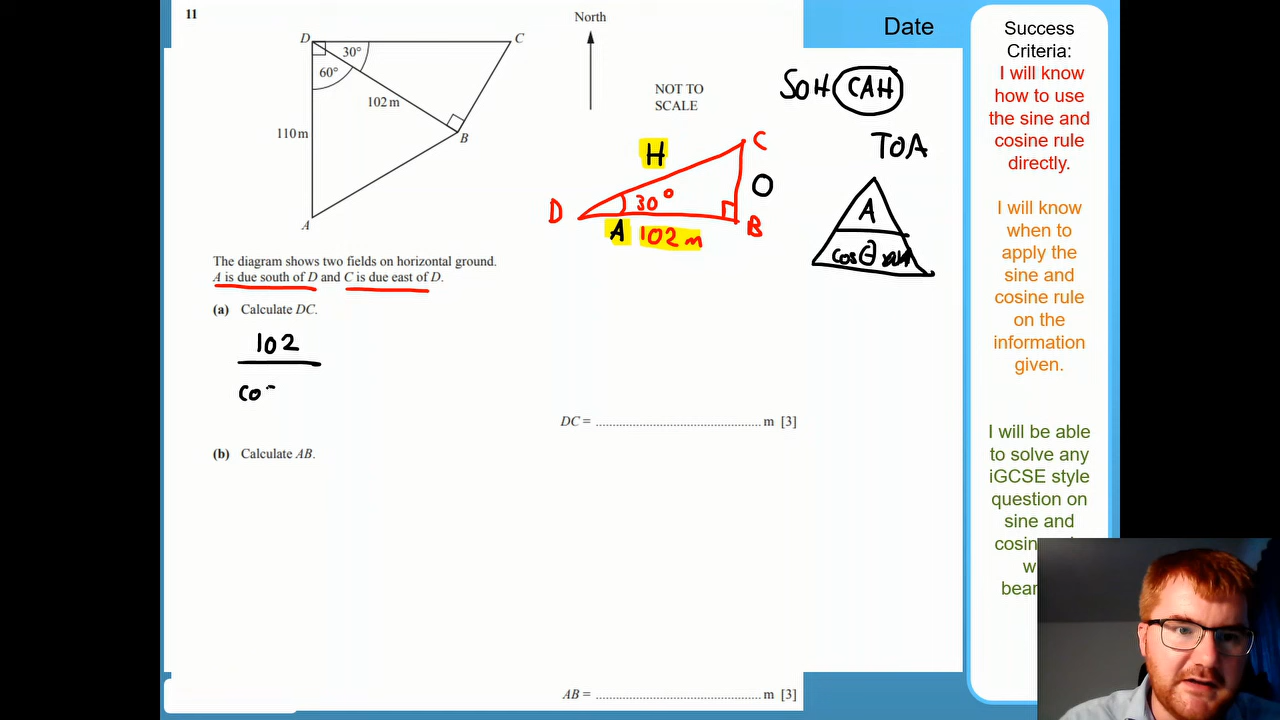 11
D
30°
C
60°
102 m
B
110 m
A
North
NOT TO
SCALE
The diagram shows two fields on horizontal ground.
A is due south of D and C is due east of D.
(a) Calculate DC.
102
co
DC = ............................................ m [3]
(b) Calculate AB.
AB = ............................................ m [3]
H
C
D
30°
O
A
102 m
B
Date
SOH CAH
TOA
A
cosθ
Success
Criteria:
I will know
how to use
the sine and
cosine rule
directly.
I will know
when to
apply the
sine and
cosine rule
on the
information
given.
I will be able
to solve any
iGCSE style
question on
sine and